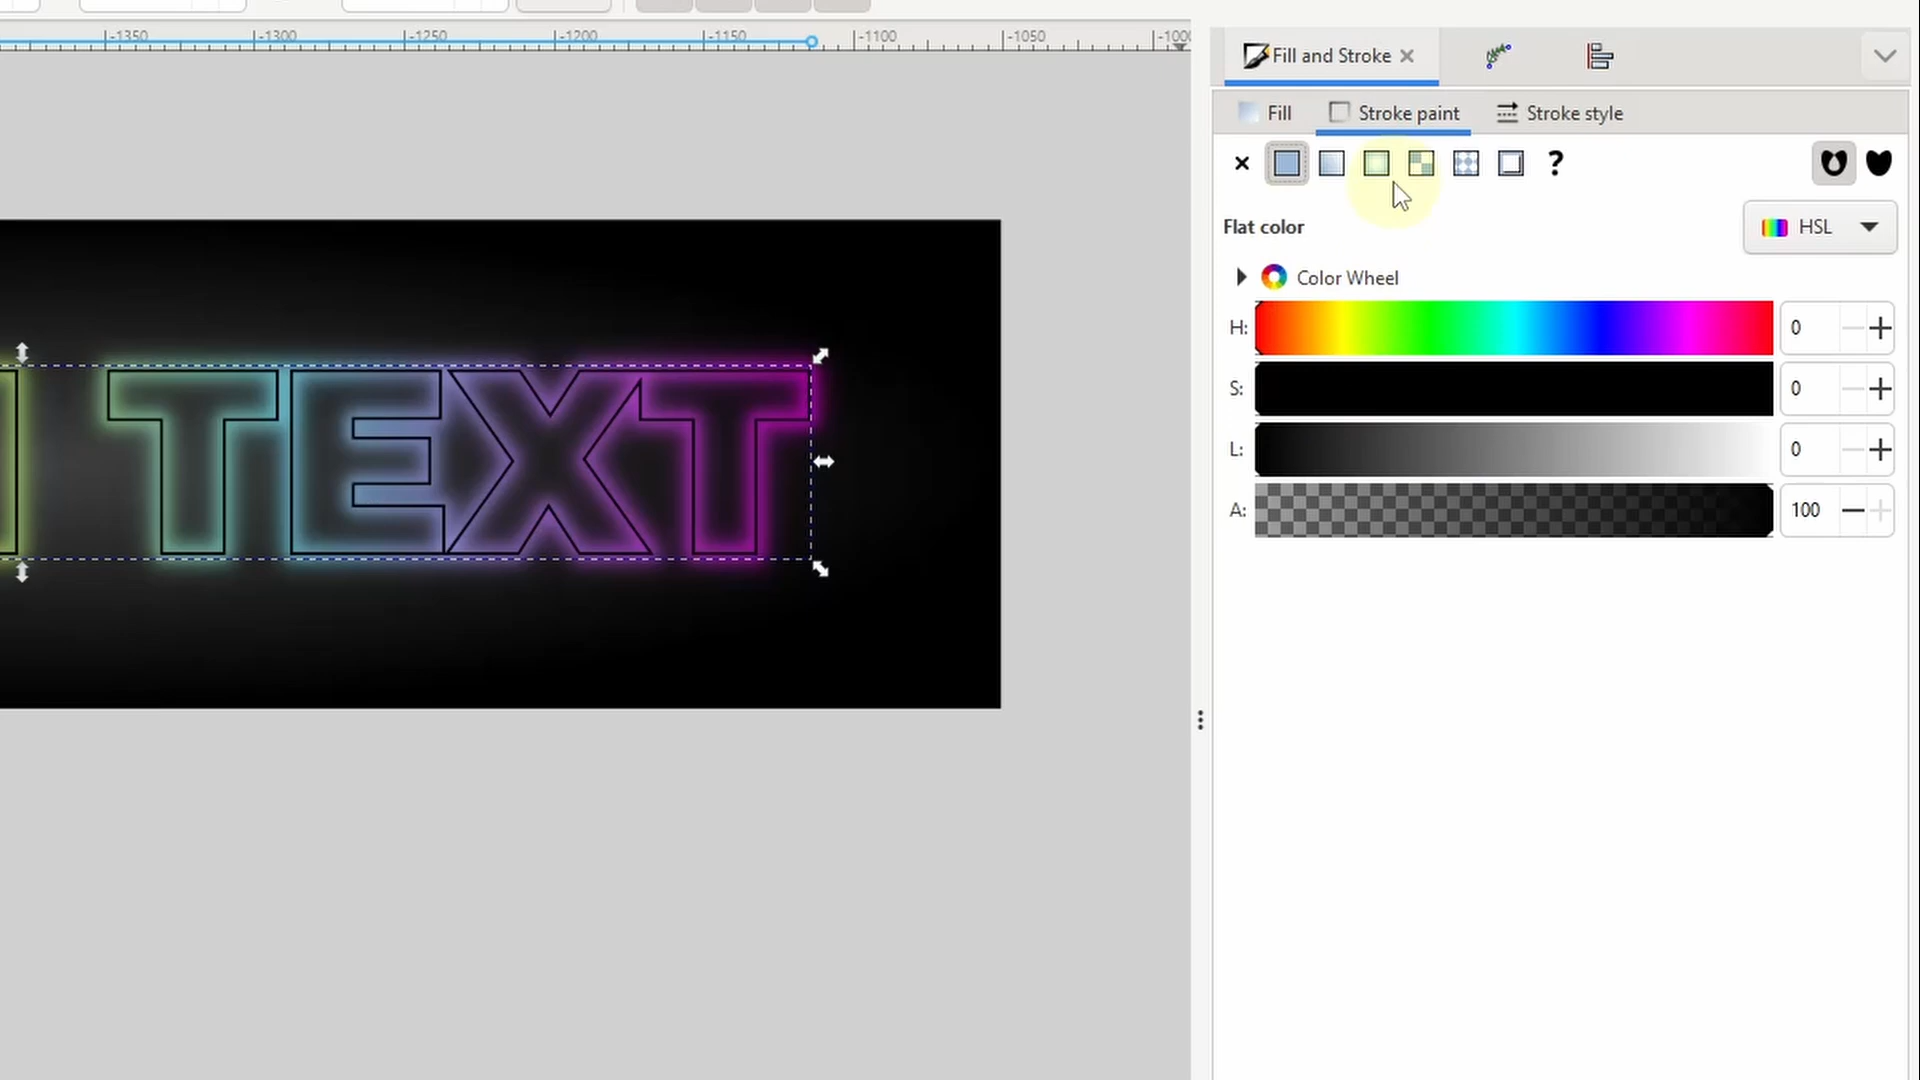 -1350 -1300 -1250 -1200 -1150 -1100 -1050 -1000
Fill and Stroke
Fill Stroke paint Stroke style
?
Flat color HSL
Color Wheel
H: 0
S: 0
L: 0
A: 100
TEXT